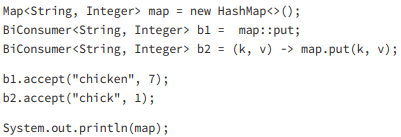 Map<String, Integer> map = new HashMap<>();
BiConsumer<String, Integer> b1 =  map::put;
BiConsumer<String, Integer> b2 = (k, v) -> map.put(k, v);
b1.accept("chicken", 7);
b2.accept("chick", 1);
System.out.println(map);